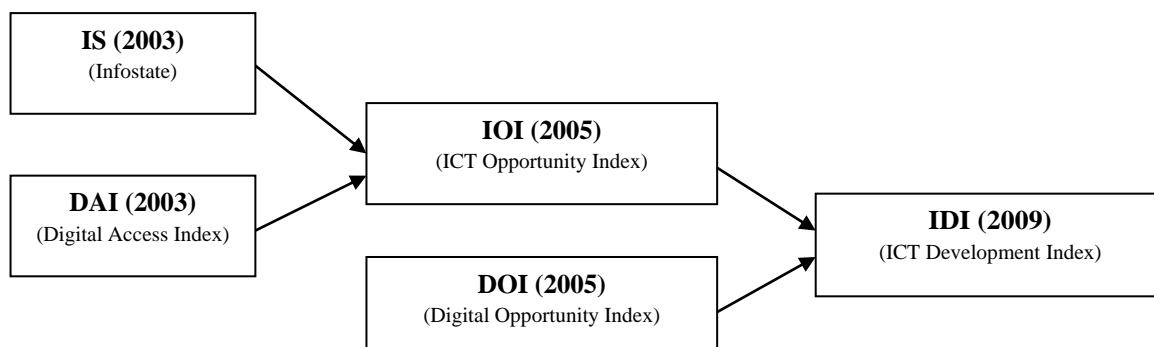 IS (2003)
(Infostate)
DAI (2003)
(Digital Access Index)
IOI (2005)
(ICT Opportunity Index)
DOI (2005)
(Digital Opportunity Index)
IDI (2009)
(ICT Development Index)